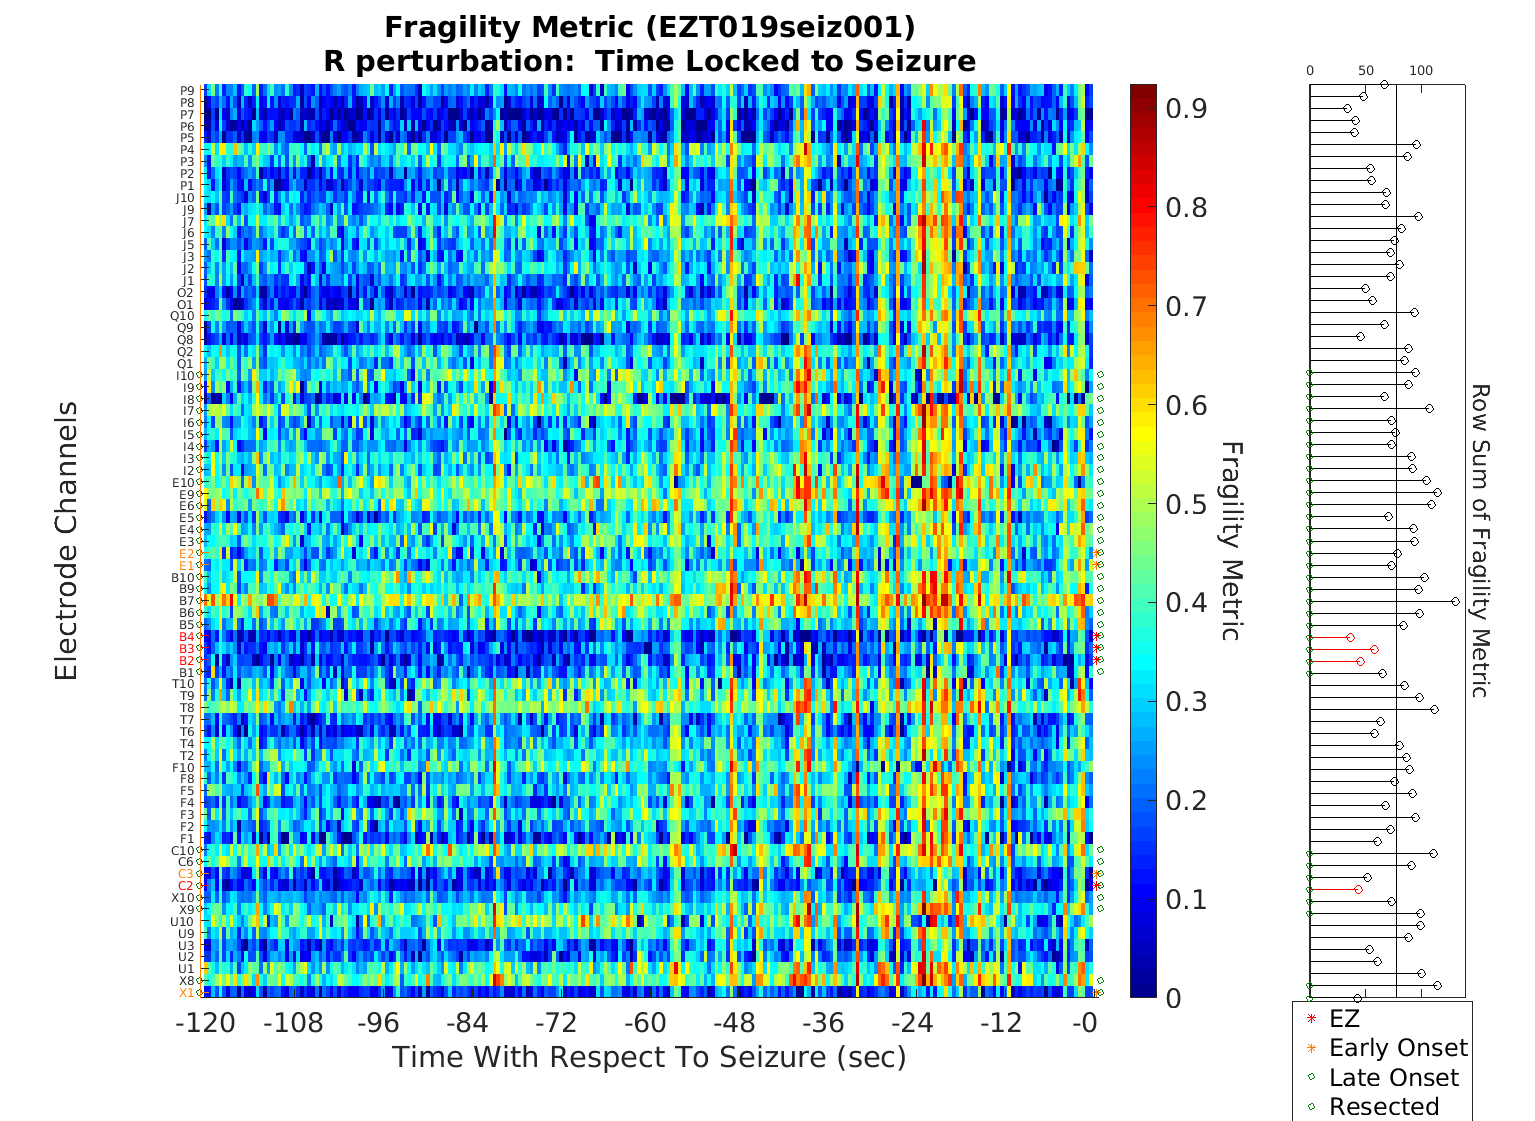 Fragility Metric (EZT019seiz001)
R perturbation:  Time Locked to Seizure
Electrode Channels
P9
P8
P7
P6
P5
P4
P3
P2
P1
J10
J9
J7
J6
J5
J3
J2
J1
O2
O1
Q10
Q9
Q8
Q2
Q1
I10
I9
I8
I7
I6
I5
I4
I3
I2
E10
E9
E6
E5
E4
E3
E2
E1
B10
B9
B7
B6
B5
B4
B3
B2
B1
T10
T9
T8
T7
T6
T4
T2
F10
F8
F5
F4
F3
F2
F1
C10
C6
C3
C2
X10
X9
U10
U9
U3
U2
U1
X8
X1
-120 -108 -96 -84 -72 -60 -48 -36 -24 -12 -0
Time With Respect To Seizure (sec)
0.9
0.8
0.7
0.6
0.5
0.4
0.3
0.2
0.1
0
Fragility Metric
0 50 100
Row Sum of Fragility Metric
EZ
Early Onset
Late Onset
Resected